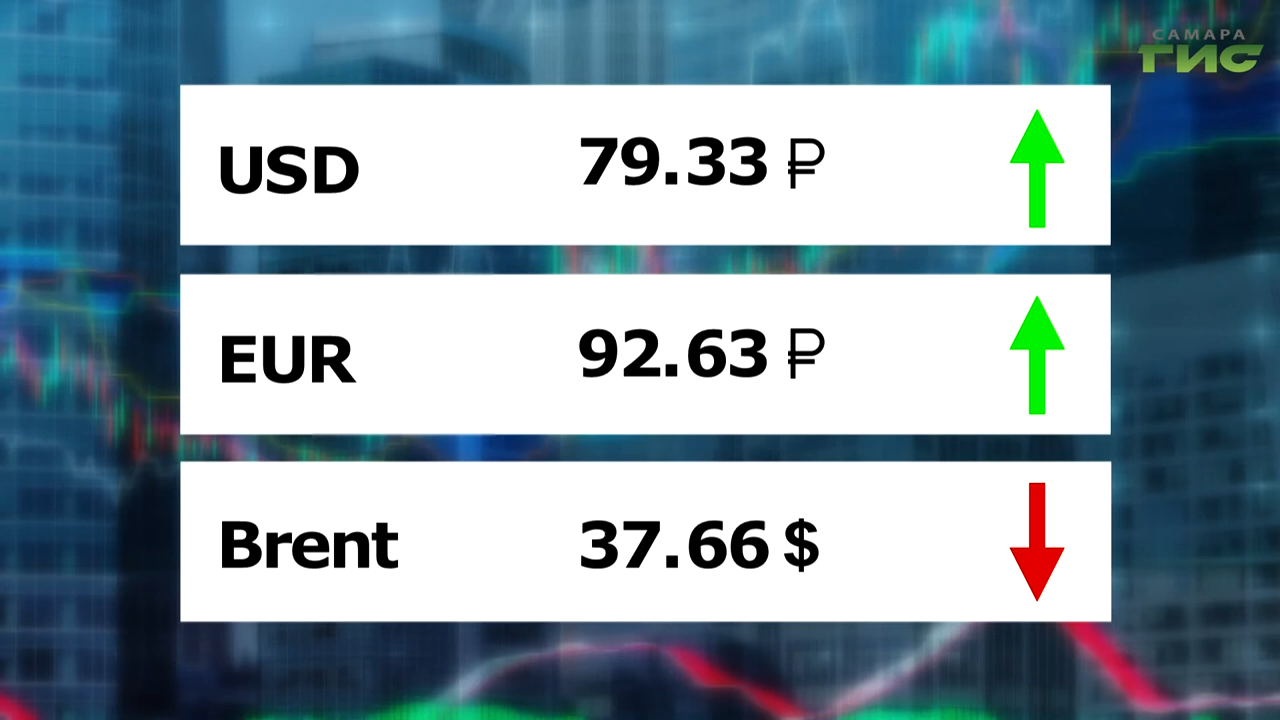 САМАРА
ГИС
USD 79.33 ₽
EUR 92.63 ₽
Brent 37.66 $